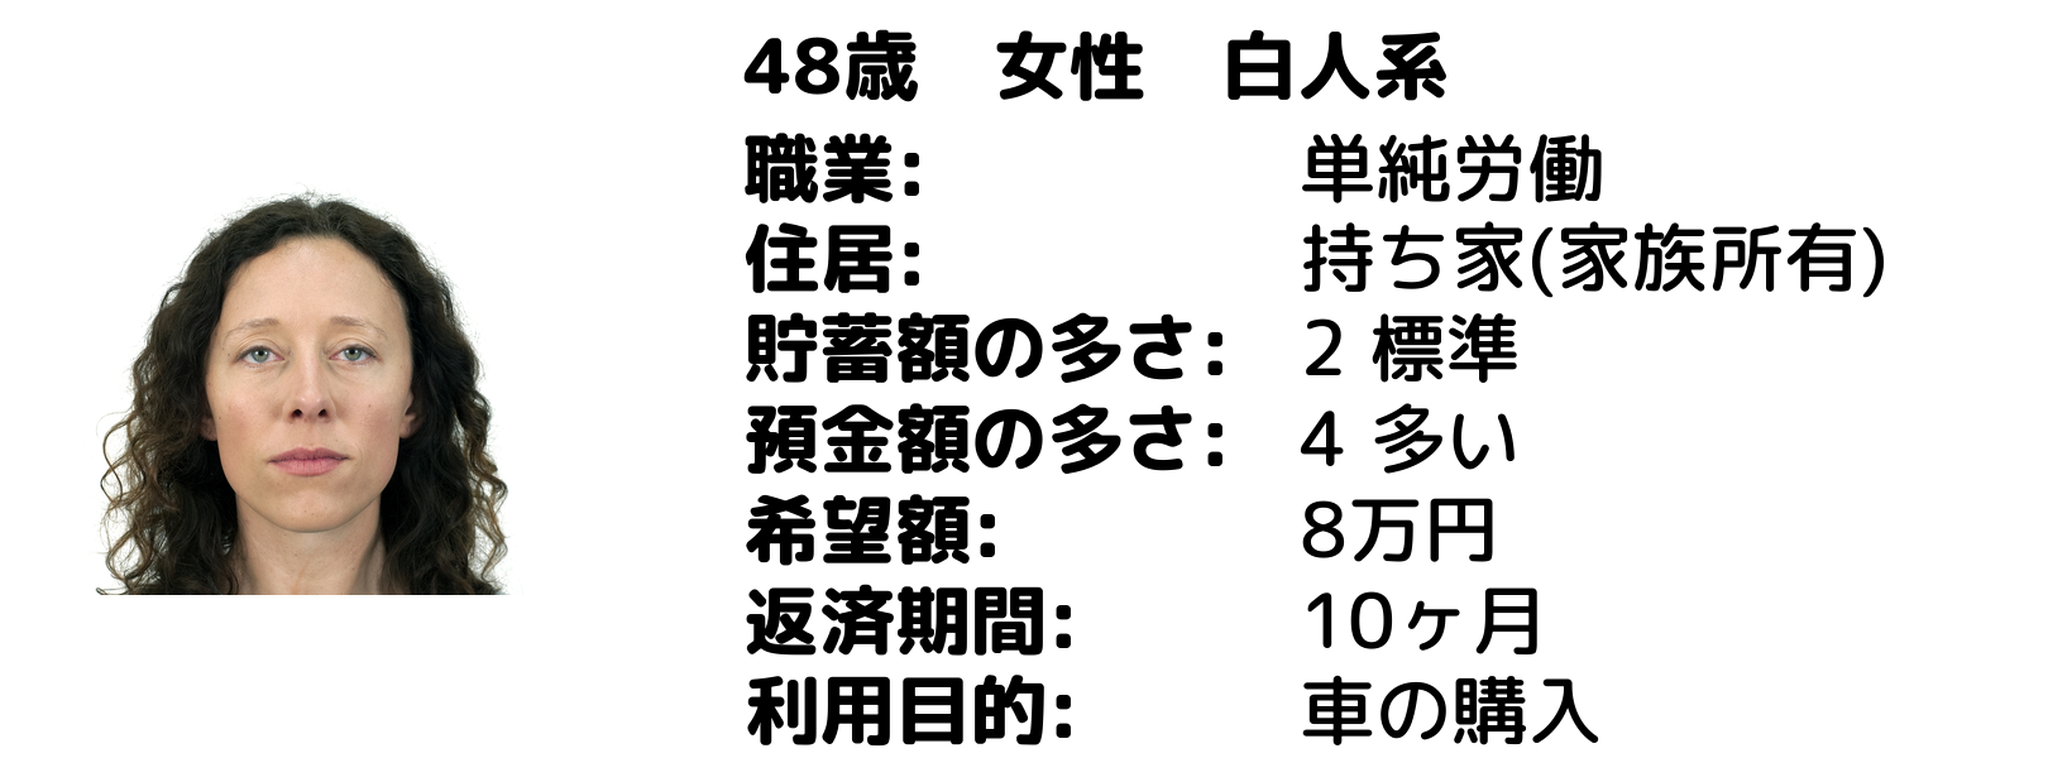 48歳　女性　白人系
職業: 単純労働
住居: 持ち家(家族所有)
貯蓄額の多さ: 2 標準
預金額の多さ: 4 多い
希望額: 8万円
返済期間: 10ヶ月
利用目的: 車の購入